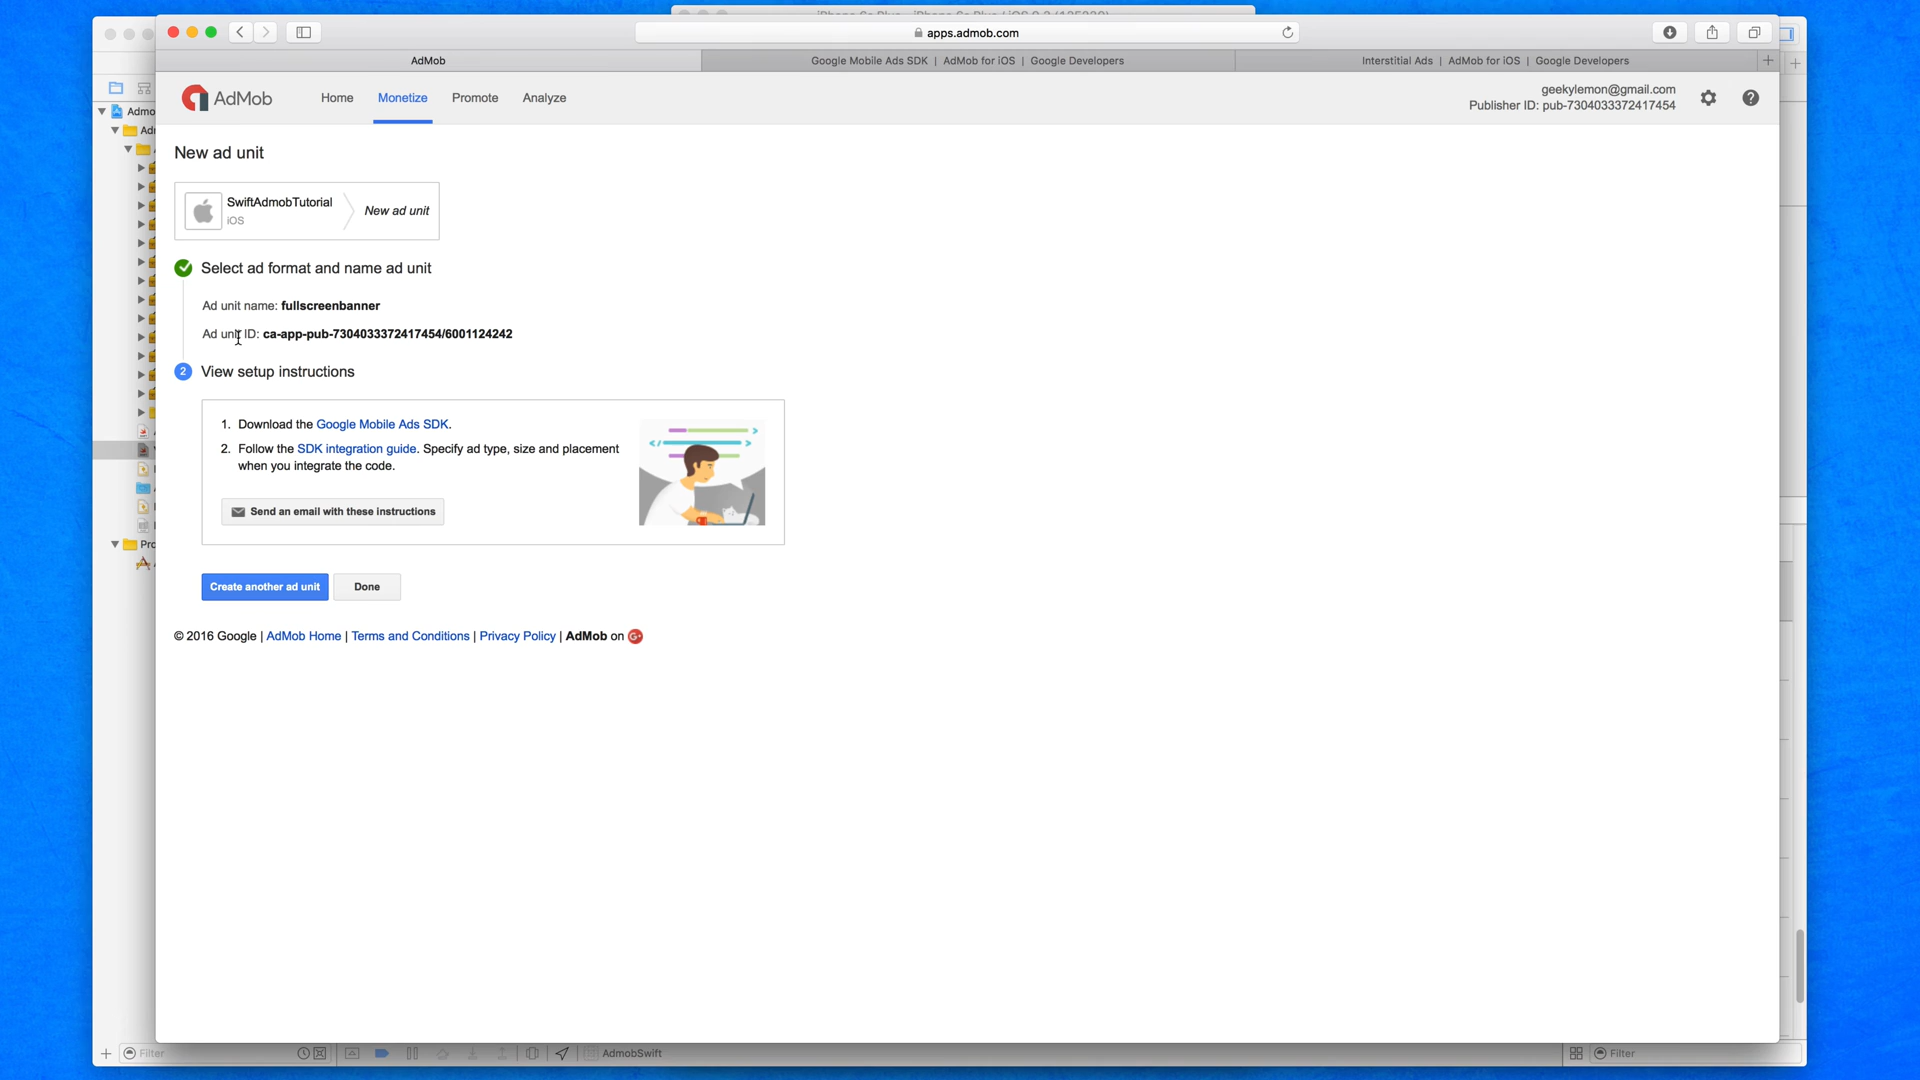 apps.admob.com
AdMob
Google Mobile Ads SDK | AdMob for iOS | Google Developers
Interstitial Ads | AdMob for iOS | Google Developers
AdMob
Home
Monetize
Promote
Analyze
geekylemon@gmail.com
Publisher ID: pub-7304033372417454
New ad unit
SwiftAdmobTutorial
iOS
New ad unit
Select ad format and name ad unit
Ad unit name: fullscreenbanner
Ad unit ID: ca-app-pub-7304033372417454/6001124242
2 View setup instructions
1. Download the Google Mobile Ads SDK.
2. Follow the SDK integration guide. Specify ad type, size and placement
when you integrate the code.
Send an email with these instructions
Create another ad unit
Done
© 2016 Google | AdMob Home | Terms and Conditions | Privacy Policy | AdMob on G+
Filter
AdmobSwift
Filter